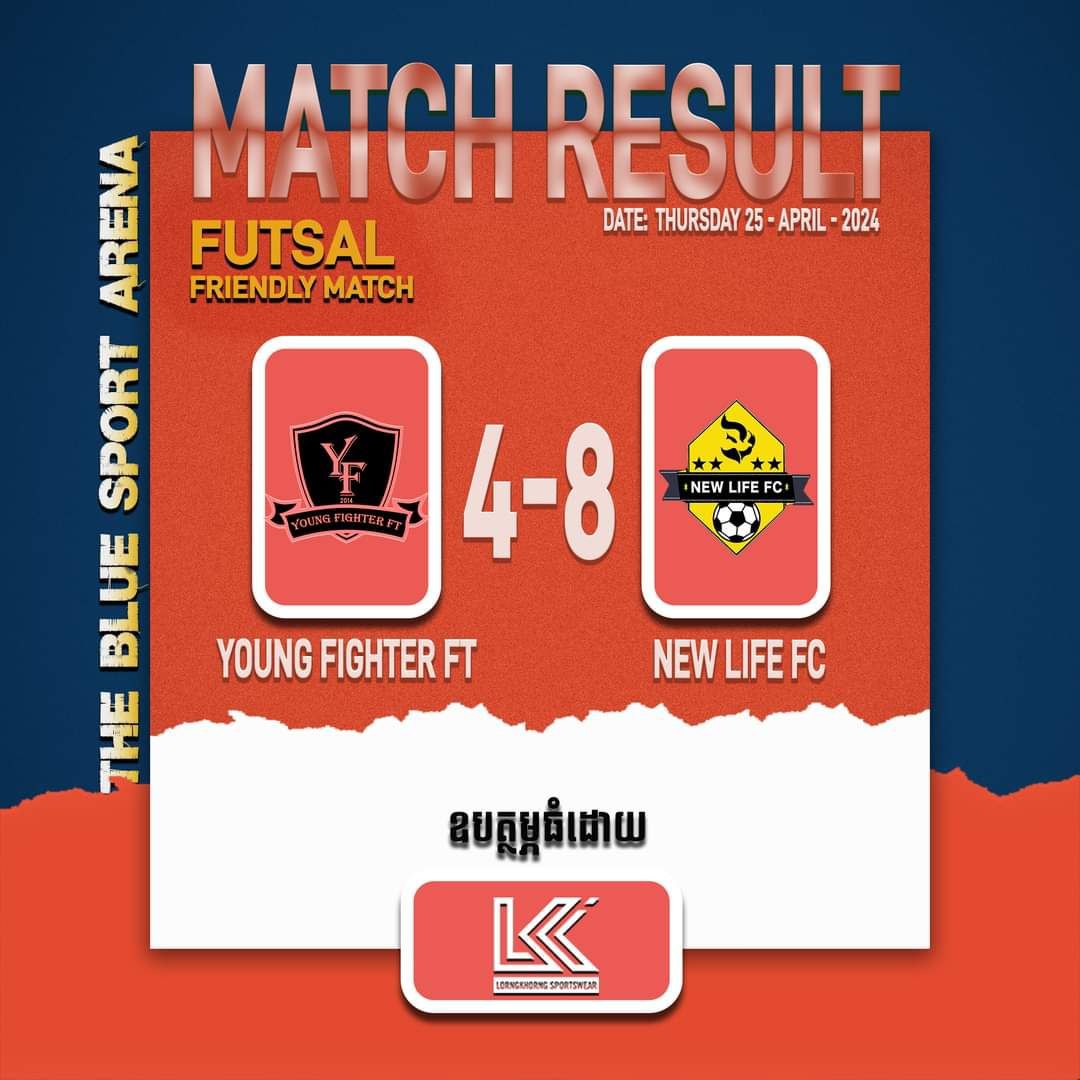 MATCH RESULT
DATE: THURSDAY 25 - APRIL - 2024
FUTSAL
FRIENDLY MATCH
THE BLUE SPORT ARENA
YF
2014
YOUNG FIGHTER FT
4-8
NEW LIFE FC
YOUNG FIGHTER FT
NEW LIFE FC
ឧបត្ថម្ភធំដោយ
LK
LORNGKHORNG SPORTSWEAR